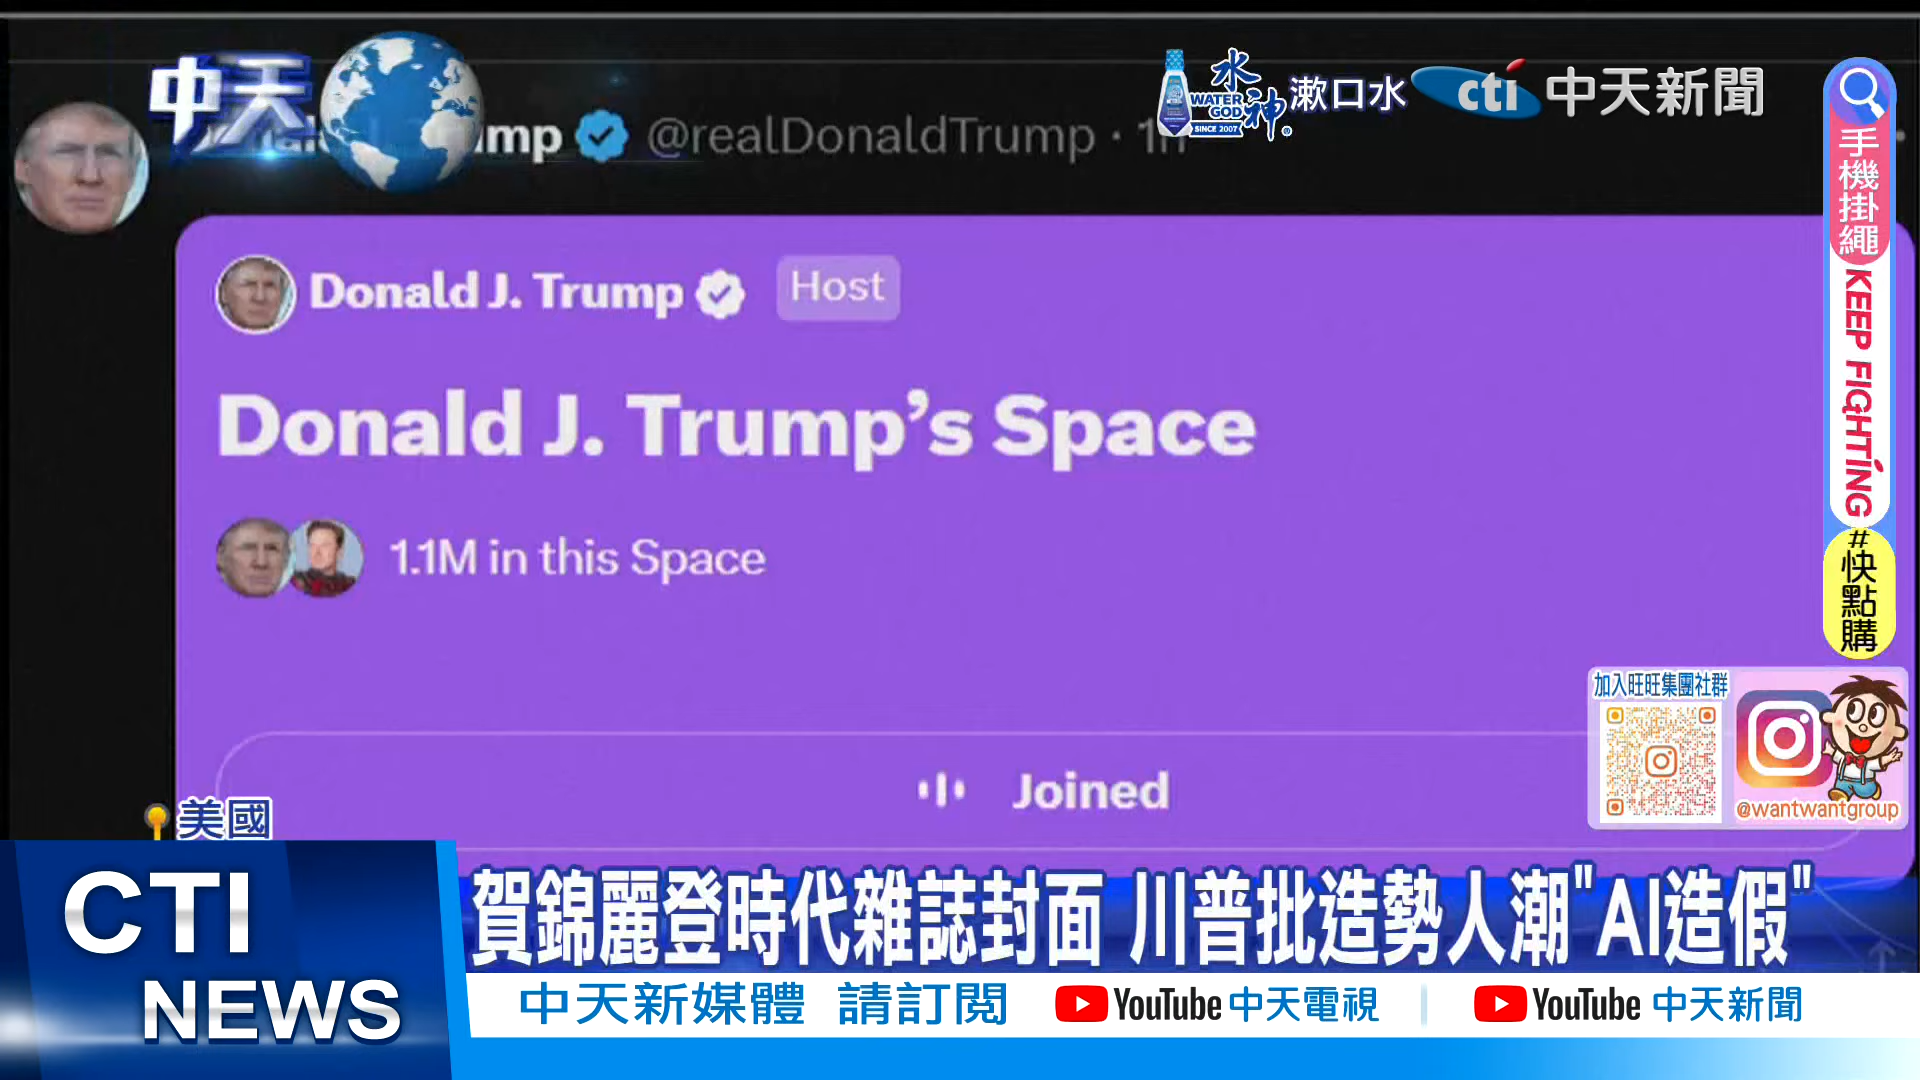 中天
mp @realDonaldTrump · 1h
水神
WATER GOD
SINCE 2007
漱口水
cti 中天新聞
手機掛繩
KEEP FIGHTING
#快點購
Donald J. Trump Host
Donald J. Trump's Space
1.1M in this Space
Joined
加入旺旺集團社群
@wantwantgroup
美國
CTI NEWS
賀錦麗登時代雜誌封面 川普批造勢人潮"AI造假"
中天新媒體 請訂閱 YouTube 中天電視 | YouTube 中天新聞